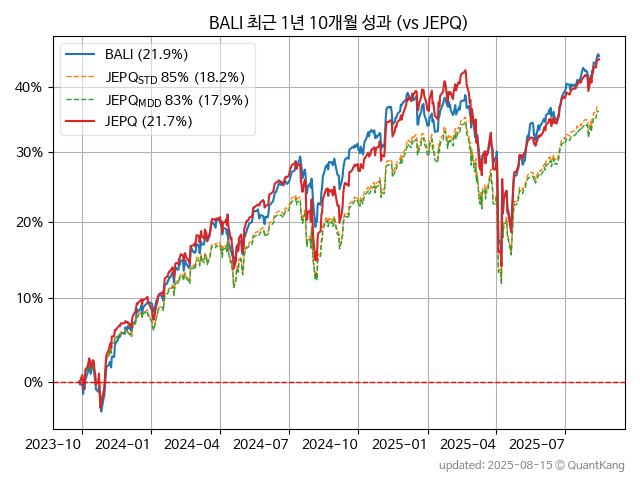 BALI 최근 1년 10개월 성과 (vs JEPQ)
BALI (21.9%)
JEPQSTD 85% (18.2%)
JEPQMDD 83% (17.9%)
JEPQ (21.7%)
40%
30%
20%
10%
0%
2023-10 2024-01 2024-04 2024-07 2024-10 2025-01 2025-04 2025-07
updated: 2025-08-15 © QuantKang